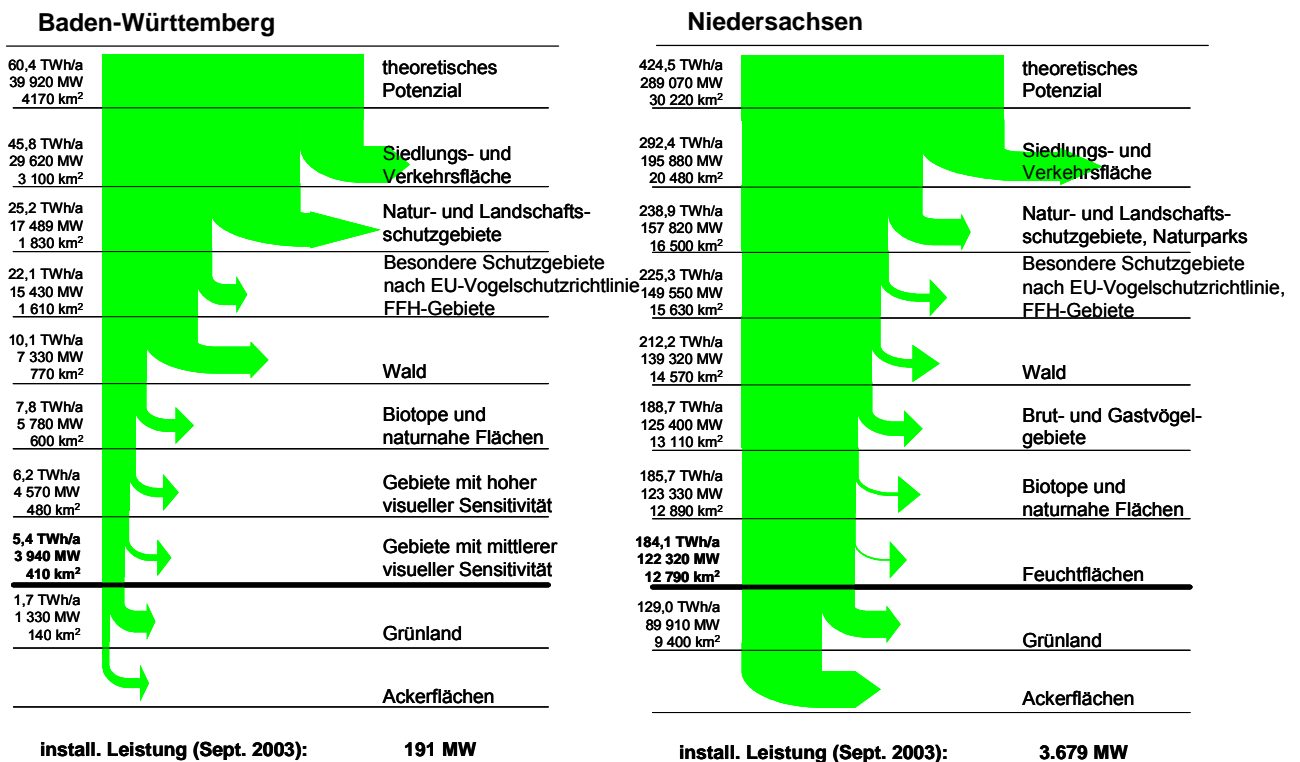 Baden-Württemberg
60,4 TWh/a
39 920 MW
4170 km²
theoretisches
Potenzial
45,8 TWh/a
29 620 MW
3 100 km²
Siedlungs- und
Verkehrsfläche
25,2 TWh/a
17 489 MW
1 830 km²
Natur- und Landschafts-
schutzgebiete
22,1 TWh/a
15 430 MW
1 610 km²
Besondere Schutzgebiete
nach EU-Vogelschutzrichtlinie
FFH-Gebiete
10,1 TWh/a
7 330 MW
770 km²
Wald
7,8 TWh/a
5 780 MW
600 km²
Biotope und
naturnahe Flächen
6,2 TWh/a
4 570 MW
480 km²
Gebiete mit hoher
visueller Sensitivität
5,4 TWh/a
3 940 MW
410 km²
Gebiete mit mittlerer
visueller Sensitivität
1,7 TWh/a
1 330 MW
140 km²
Grünland
Ackerflächen
install. Leistung (Sept. 2003): 191 MW
Niedersachsen
424,5 TWh/a
289 070 MW
30 220 km²
theoretisches
Potenzial
292,4 TWh/a
195 880 MW
20 480 km²
Siedlungs- und
Verkehrsfläche
238,9 TWh/a
157 820 MW
16 500 km²
Natur- und Landschafts-
schutzgebiete, Naturparks
225,3 TWh/a
149 550 MW
15 630 km²
Besondere Schutzgebiete
nach EU-Vogelschutzrichtlinie,
FFH-Gebiete
212,2 TWh/a
139 320 MW
14 570 km²
Wald
188,7 TWh/a
125 400 MW
13 110 km²
Brut- und Gastvögel-
gebiete
185,7 TWh/a
123 330 MW
12 890 km²
Biotope und
naturnahe Flächen
184,1 TWh/a
122 320 MW
12 790 km²
Feuchtflächen
129,0 TWh/a
89 910 MW
9 400 km²
Grünland
Ackerflächen
install. Leistung (Sept. 2003): 3.679 MW